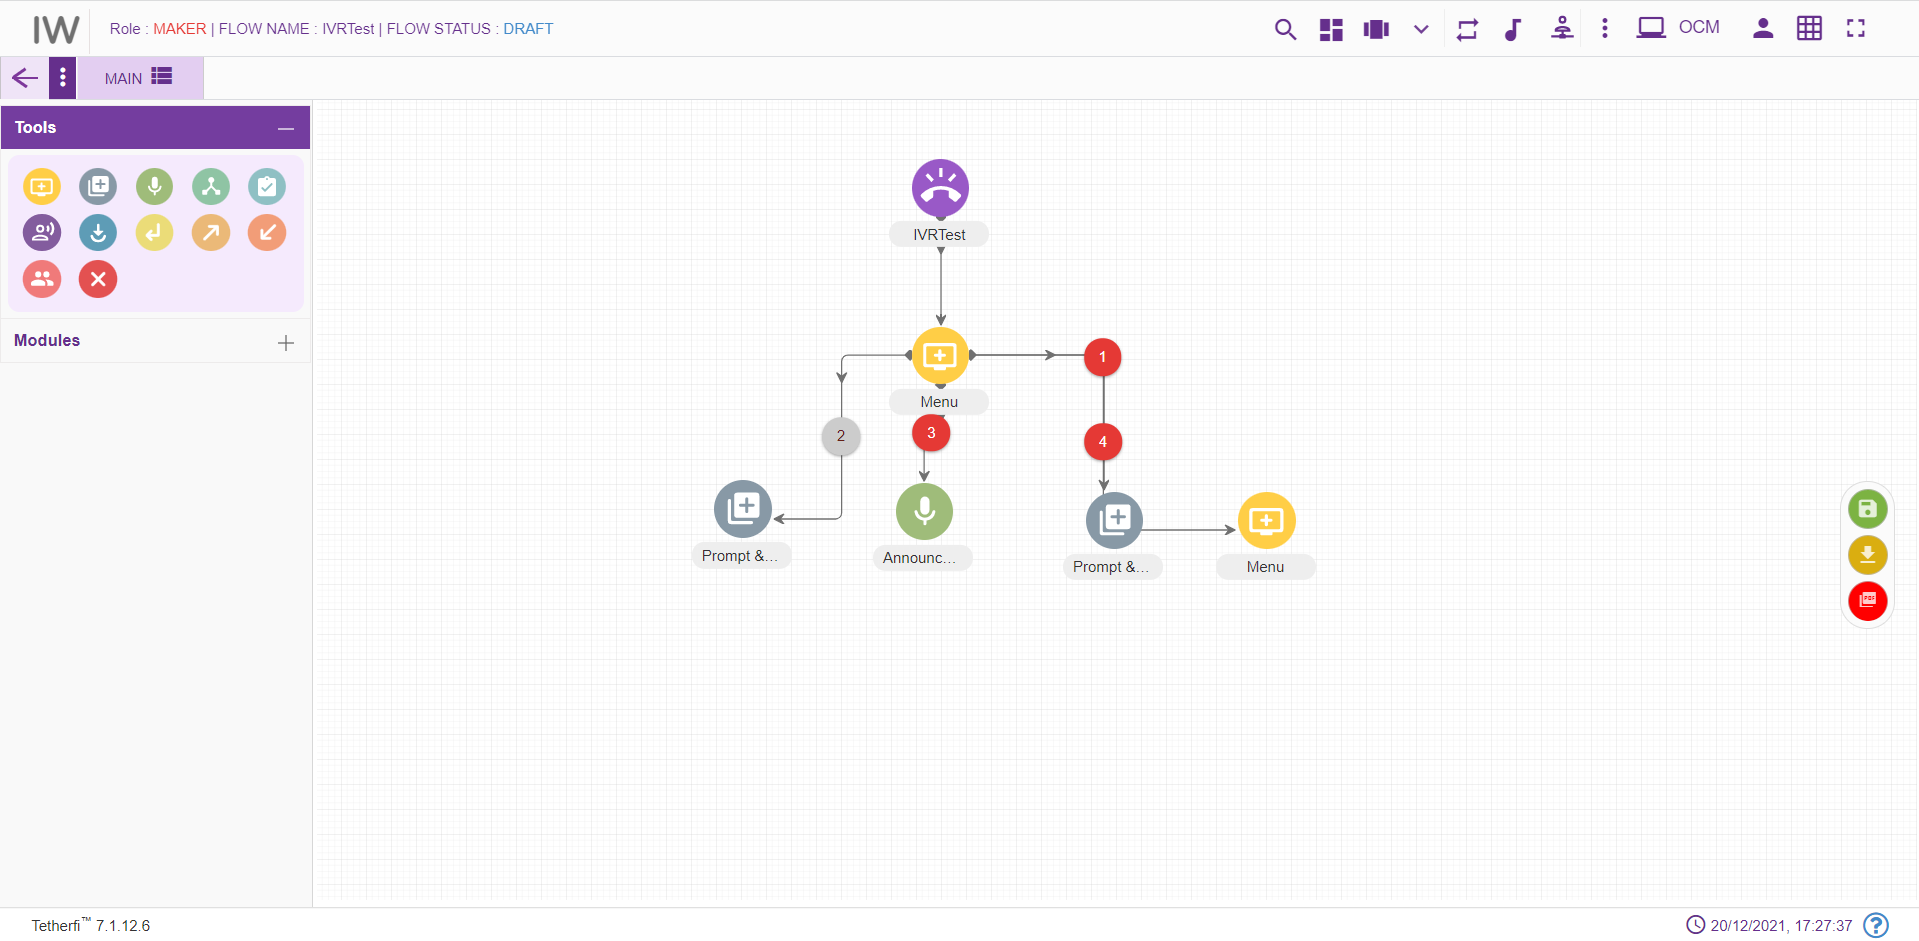 IW
Role : MAKER | FLOW NAME : IVRTest | FLOW STATUS : DRAFT
OCM
MAIN
Tools
Modules
IVRTest
Menu
1
2
3
4
Prompt &...
Announc...
Prompt &...
Menu
PDF
Tetherfi™ 7.1.12.6
20/12/2021, 17:27:37
?